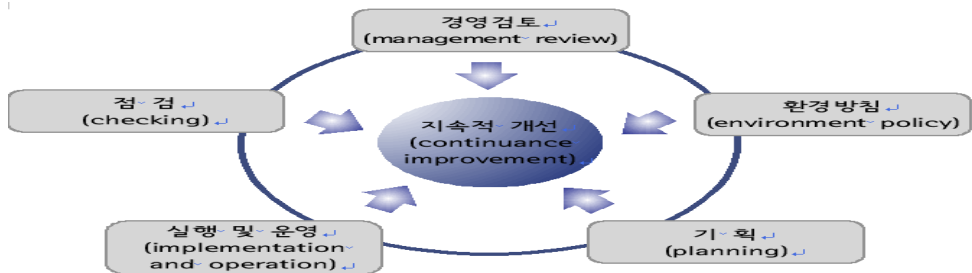 경영검토
(management review)
점 검
(checking)
환경방침
(environment policy)
지속적 개선
(continuance
improvement)
실행 및 운영
(implementation
and operation)
기 획
(planning)